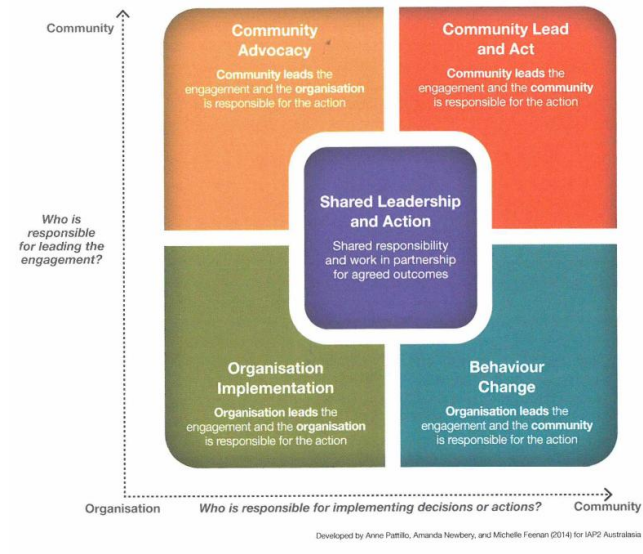 Community
Community
Advocacy
Community leads the
engagement and the organisation
is responsible for the action
Community Lead
and Act
Community leads the
engagement and the community
is responsible for the action
Who is
responsible
for leading the
engagement?
Shared Leadership
and Action
Shared responsibility
and work in partnership
for agreed outcomes
Organisation
Implementation
Organisation leads the
engagement and the organisation
is responsible for the action
Behaviour
Change
Organisation leads the
engagement and the community
is responsible for the action
Organisation
Who is responsible for implementing decisions or actions?
Community
Developed by Anne Pattillo, Amanda Newbery, and Michelle Feenan (2014) for IAP2 Australasia